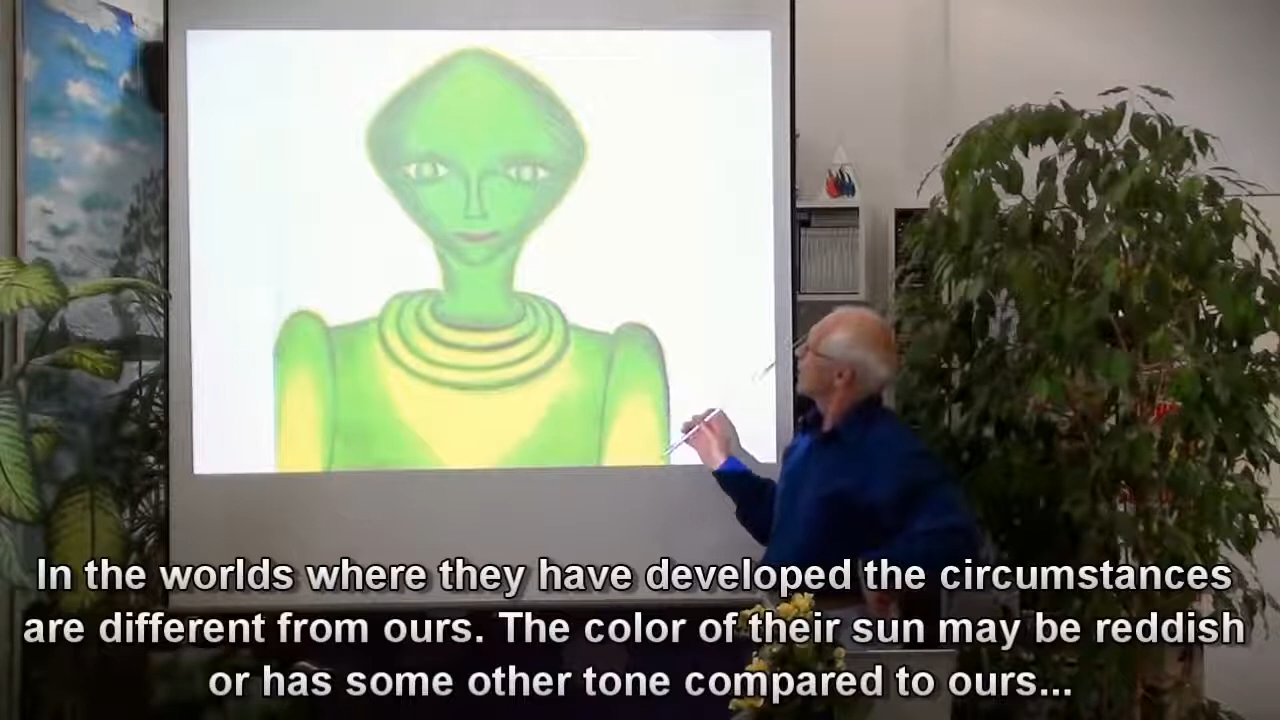 In the worlds where they have developed the circumstances
are different from ours. The color of their sun may be reddish
or has some other tone compared to ours...